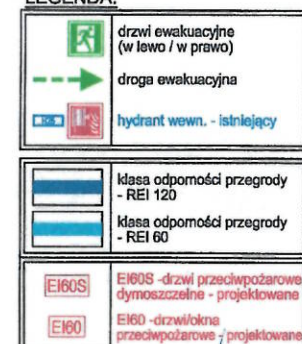 LEGENDA:
drzwi ewakuacyjne
(w lewo / w prawo)
droga ewakuacyjna
hydrant wewn. - istniejący
klasa odporności przegrody
- REI 120
klasa odporności przegrody
- REI 60
EI60S
EI60S -drzwi przeciwpożarowe
dymoszczelne - projektowane
EI60
EI60 -drzwi/okna
przeciwpożarowe / projektowane